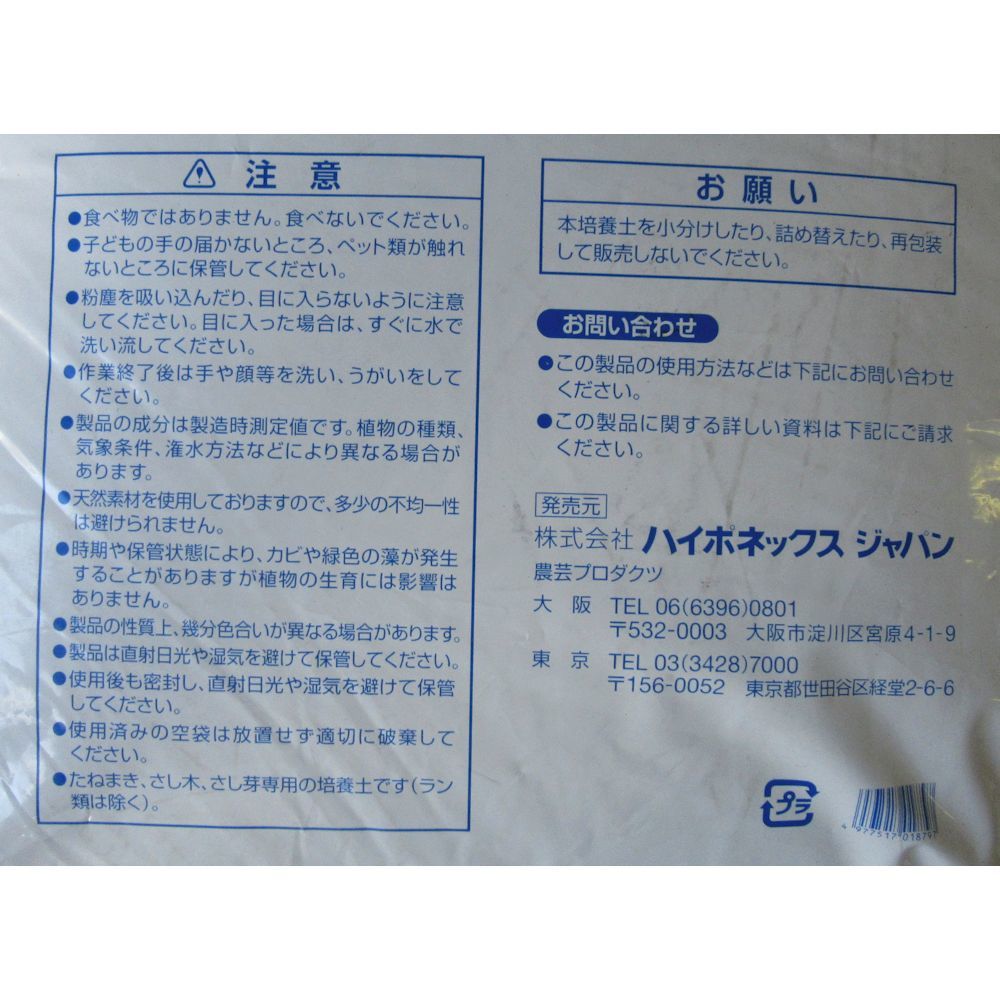 注意
●食べ物ではありません。食べないでください。
●子どもの手の届かないところ、ペット類が触れ
ないところに保管してください。
●粉塵を吸い込んだり、目に入らないように注意
してください。目に入った場合は、すぐに水で
洗い流してください。
●作業終了後は手や顔等を洗い、うがいをして
ください。
●製品の成分は製造時測定値です。植物の種類、
気象条件、潅水方法などにより異なる場合が
あります。
●天然素材を使用しておりますので、多少の不均一性
は避けられません。
●時期や保管状態により、カビや緑色の藻が発生
することがありますが植物の生育には影響は
ありません。
●製品の性質上、幾分色合いが異なる場合があります。
●製品は直射日光や湿気を避けて保管してください。
●使用後も密封し、直射日光や湿気を避けて保管
してください。
●使用済みの空袋は放置せず適切に破棄して
ください。
●たねまき、さし木、さし芽専用の培養土です(ラン
類は除く)。
お願い
本培養土を小分けしたり、詰め替えたり、再包装
して販売しないでください。
お問い合わせ
●この製品の使用方法などは下記にお問い合わせ
ください。
●この製品に関する詳しい資料は下記にご請求
ください。
発売元
株式会社 ハイポネックス ジャパン
農芸プロダクツ
大阪 TEL 06(6396)0801
〒532-0003 大阪市淀川区宮原4-1-9
東京 TEL 03(3428)7000
〒156-0052 東京都世田谷区経堂2-6-6
プラ